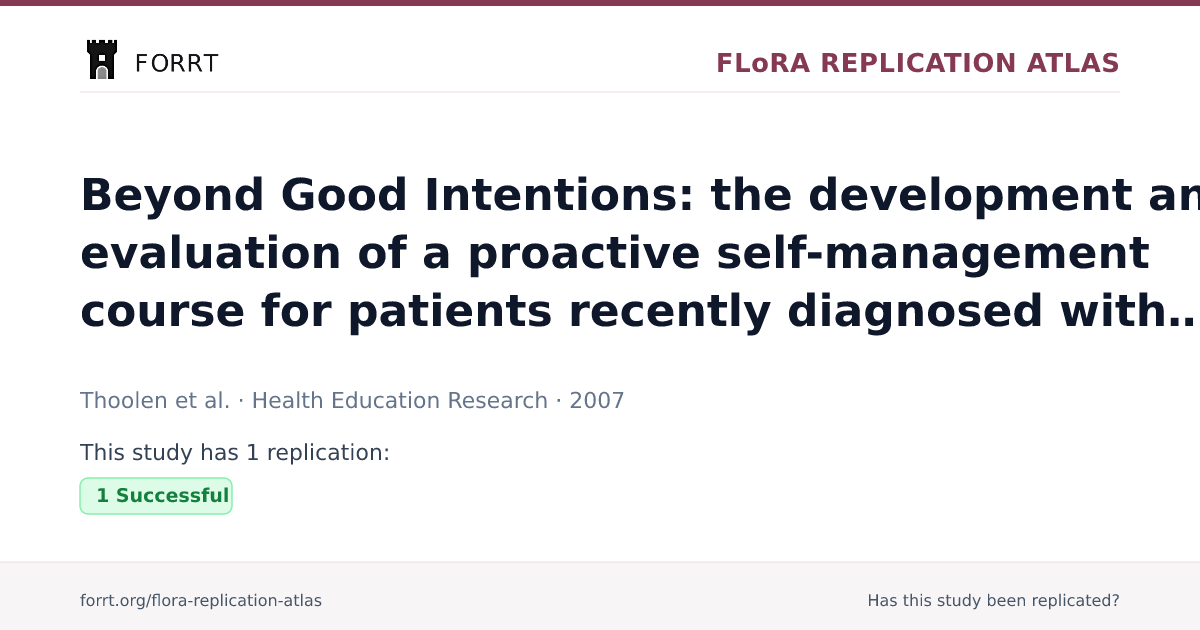 FORRT
FLoRA REPLICATION ATLAS
Beyond Good Intentions: the development an
evaluation of a proactive self-management
course for patients recently diagnosed with…
Thoolen et al. · Health Education Research · 2007
This study has 1 replication:
1 Successful
forrt.org/flora-replication-atlas
Has this study been replicated?